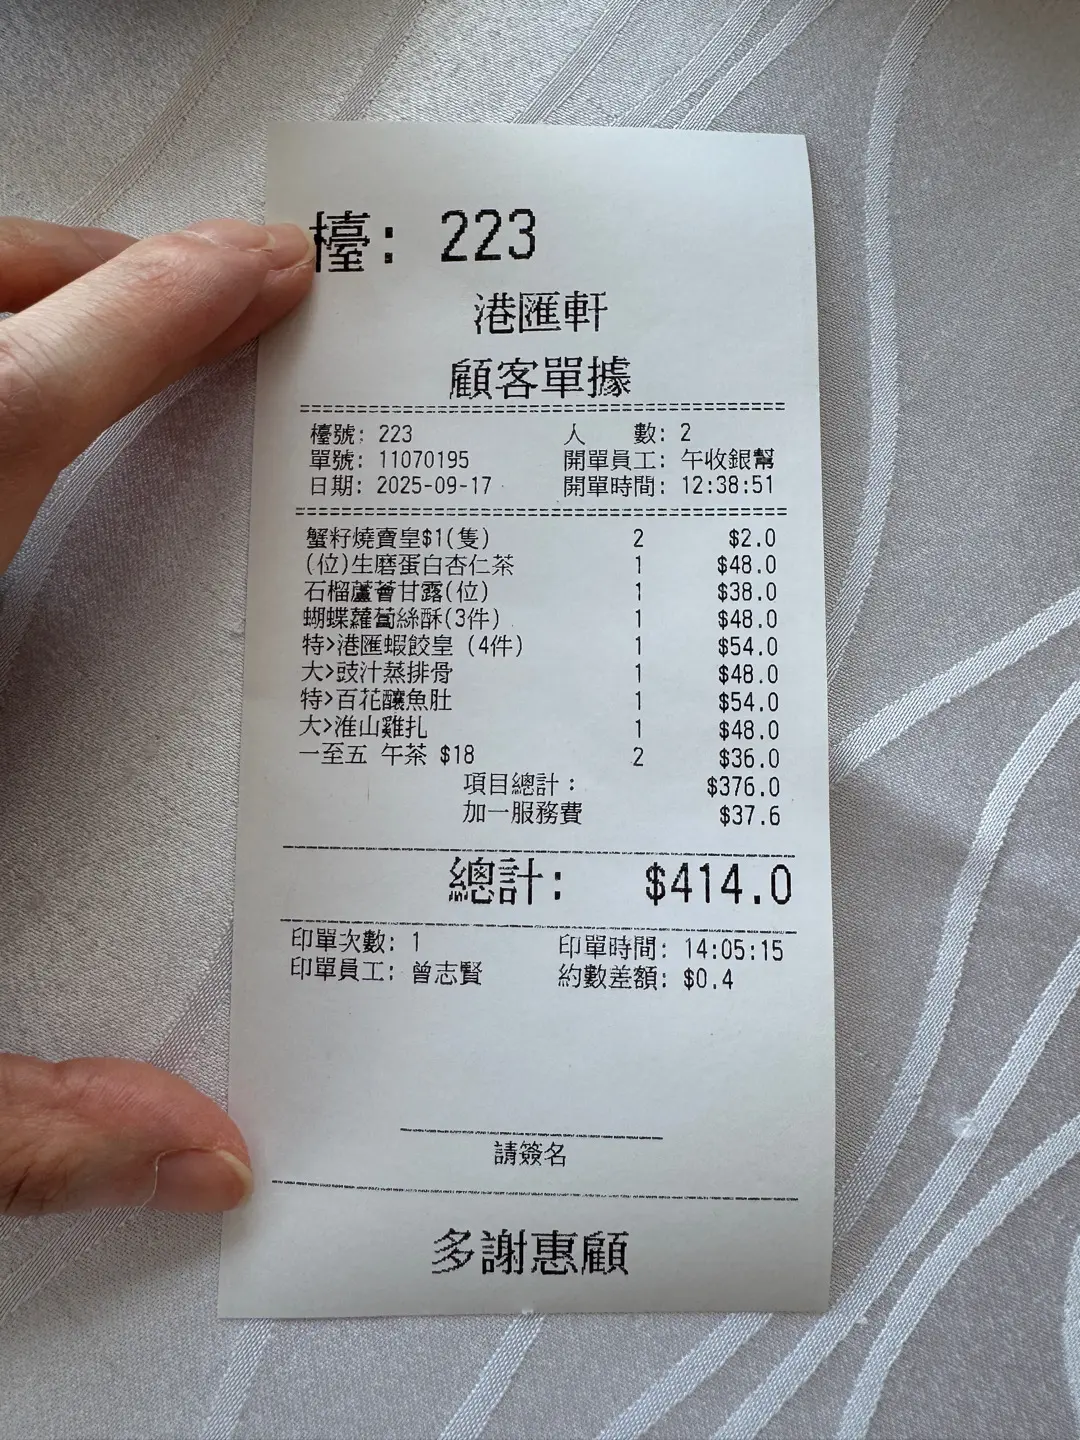 檯: 223
港匯軒
顧客單據
檯號: 223 人 數: 2
單號: 11070195 開單員工: 午收銀幫
日期: 2025-09-17 開單時間: 12:38:51
蟹籽燒賣皇$1(隻) 2 $2.0
(位)生磨蛋白杏仁茶 1 $48.0
石榴蘆薈甘露(位) 1 $38.0
蝴蝶蘿蔔絲酥(3件) 1 $48.0
特>港匯蝦餃皇 (4件) 1 $54.0
大>豉汁蒸排骨 1 $48.0
特>百花釀魚肚 1 $54.0
大>淮山雞扎 1 $48.0
一至五 午茶 $18 2 $36.0
項目總計: $376.0
加一服務費 $37.6
總計: $414.0
印單次數: 1 印單時間: 14:05:15
印單員工: 曾志賢 約數差額: $0.4
請簽名
多謝惠顧